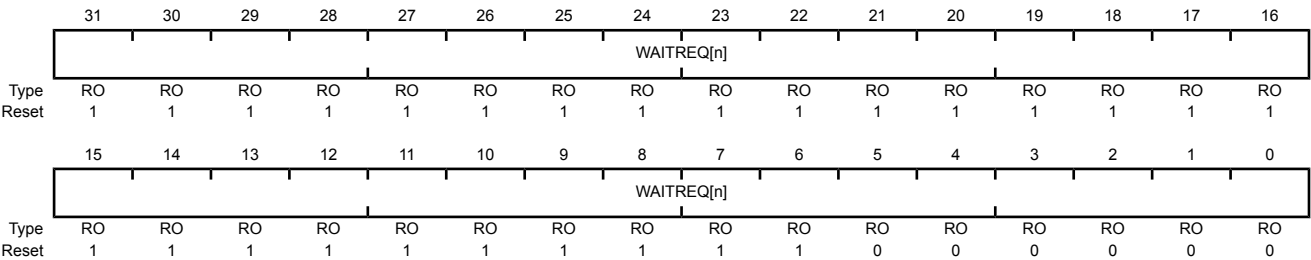 31 30 29 28 27 26 25 24 23 22 21 20 19 18 17 16
WAITREQ[n]
Type RO RO RO RO RO RO RO RO RO RO RO RO RO RO RO RO
Reset 1 1 1 1 1 1 1 1 1 1 1 1 1 1 1 1
15 14 13 12 11 10 9 8 7 6 5 4 3 2 1 0
WAITREQ[n]
Type RO RO RO RO RO RO RO RO RO RO RO RO RO RO RO RO
Reset 1 1 1 1 1 1 1 1 1 1 0 0 0 0 0 0